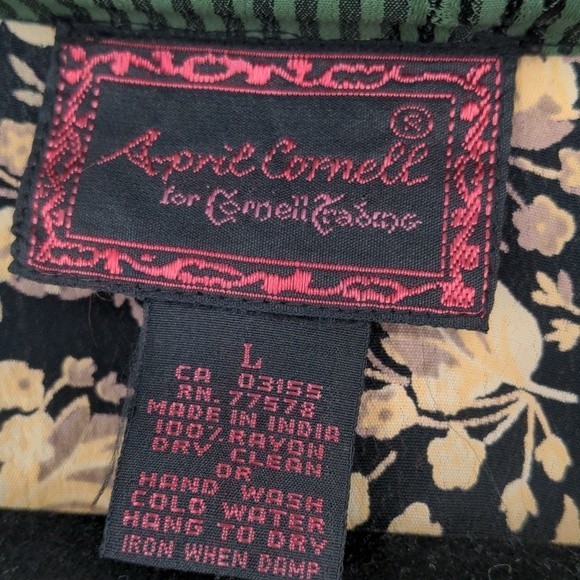 ®
April Cornell
for Cornell Trading
L
CA 03155
RN. 77578
MADE IN INDIA
100% RAYON
DRY CLEAN
OR
HAND WASH
COLD WATER
HANG TO DRY
IRON WHEN DAMP